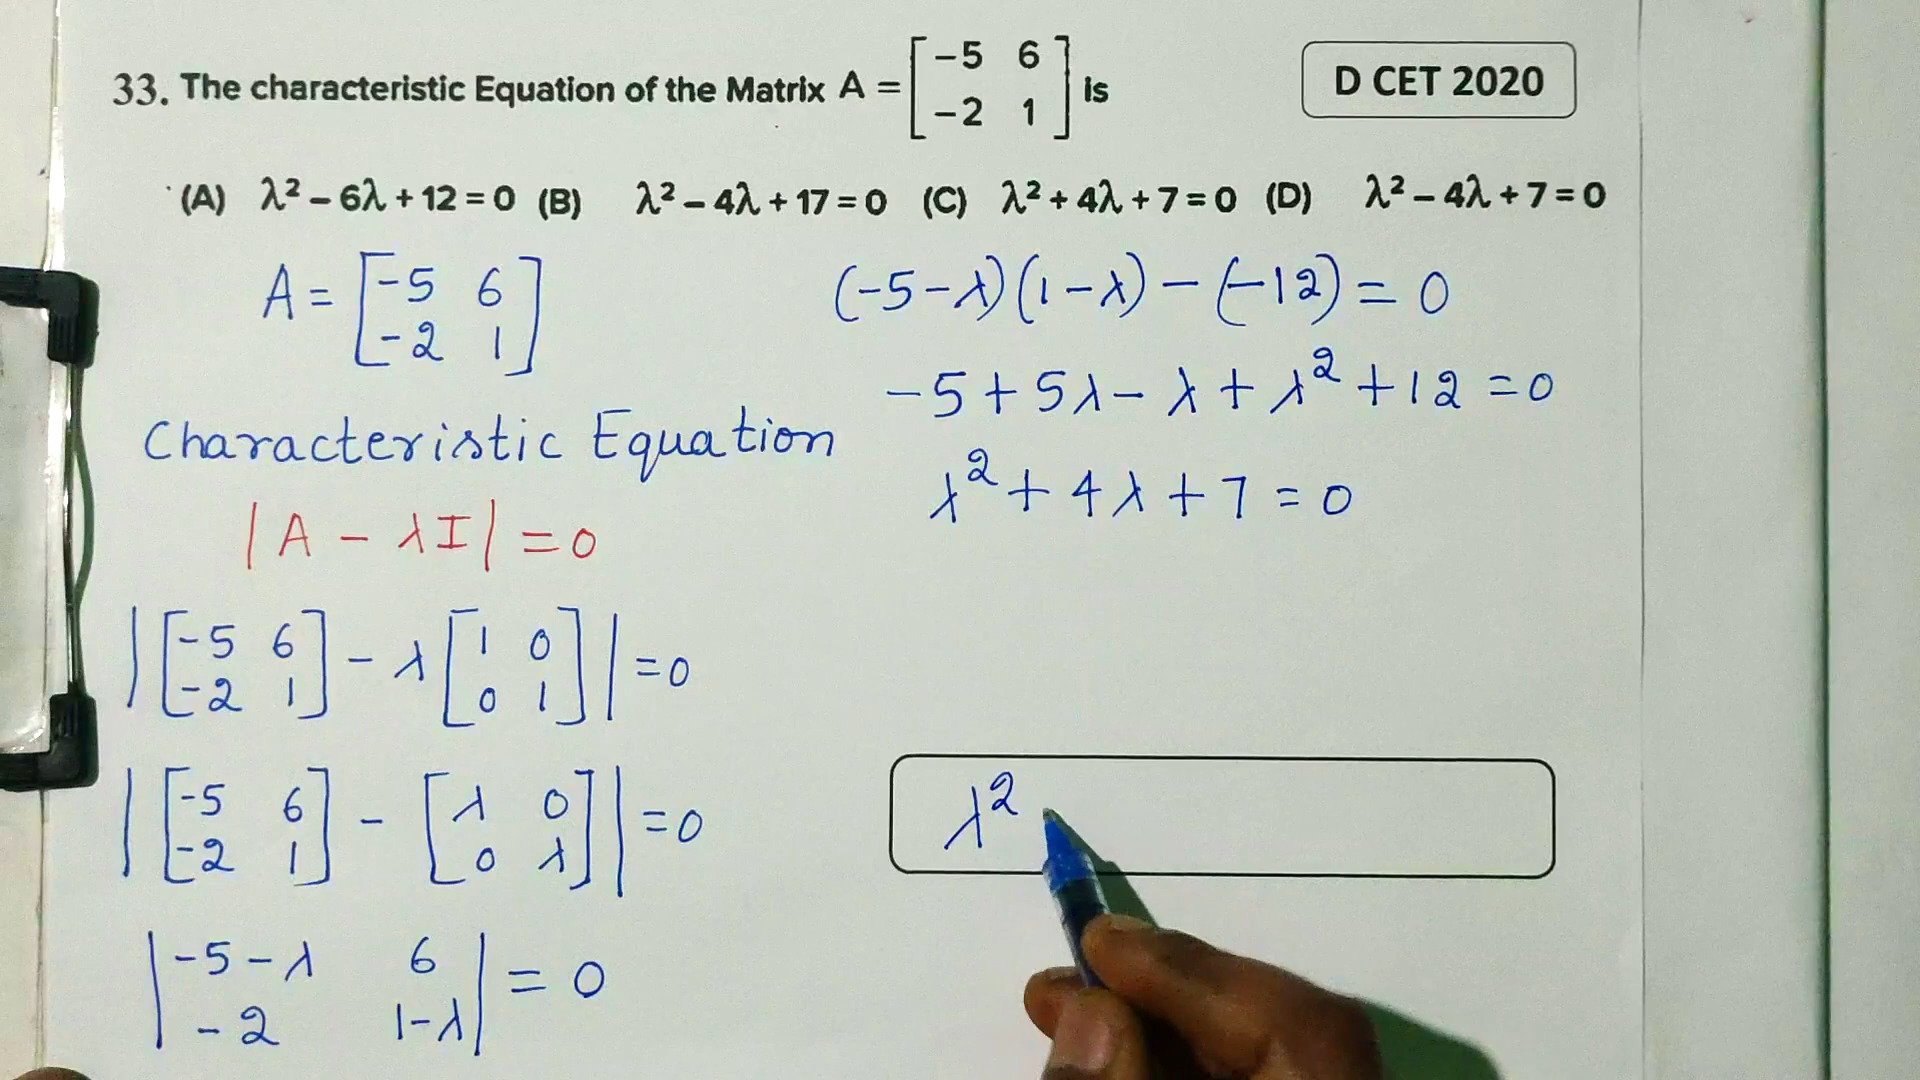 33. The characteristic Equation of the Matrix A = [-5 6; -2 1] is
D CET 2020
(A) λ² - 6λ + 12 = 0 (B) λ² - 4λ + 17 = 0 (C) λ² + 4λ + 7 = 0 (D) λ² - 4λ + 7 = 0
A = [-5 6; -2 1]
Characteristic Equation
|A - λI| = 0
|[-5 6; -2 1] - λ[1 0; 0 1]| = 0
|[-5 6; -2 1] - [λ 0; 0 λ]| = 0
|-5-λ 6; -2 1-λ| = 0
(-5-λ)(1-λ) - (-12) = 0
-5 + 5λ - λ + λ² + 12 = 0
λ² + 4λ + 7 = 0
λ²